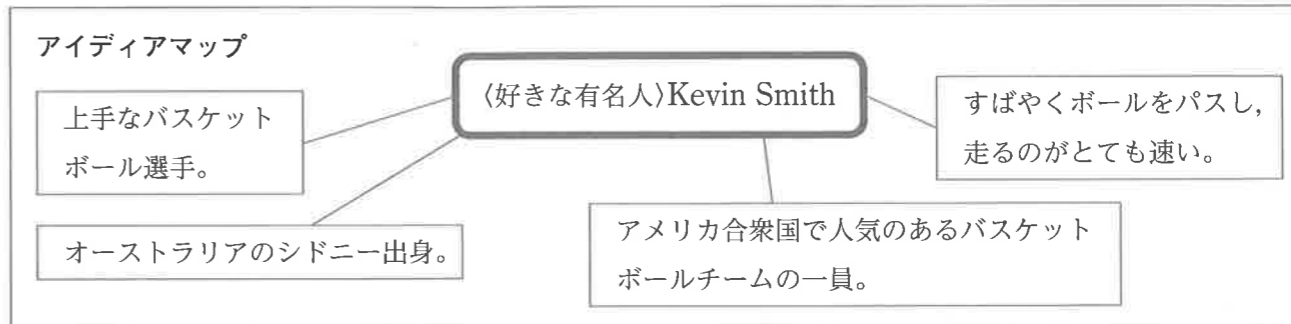 アイディアマップ
〈好きな有名人〉Kevin Smith
上手なバスケット
ボール選手。
すばやくボールをパスし,
走るのがとても速い。
オーストラリアのシドニー出身。
アメリカ合衆国で人気のあるバスケット
ボールチームの一員。